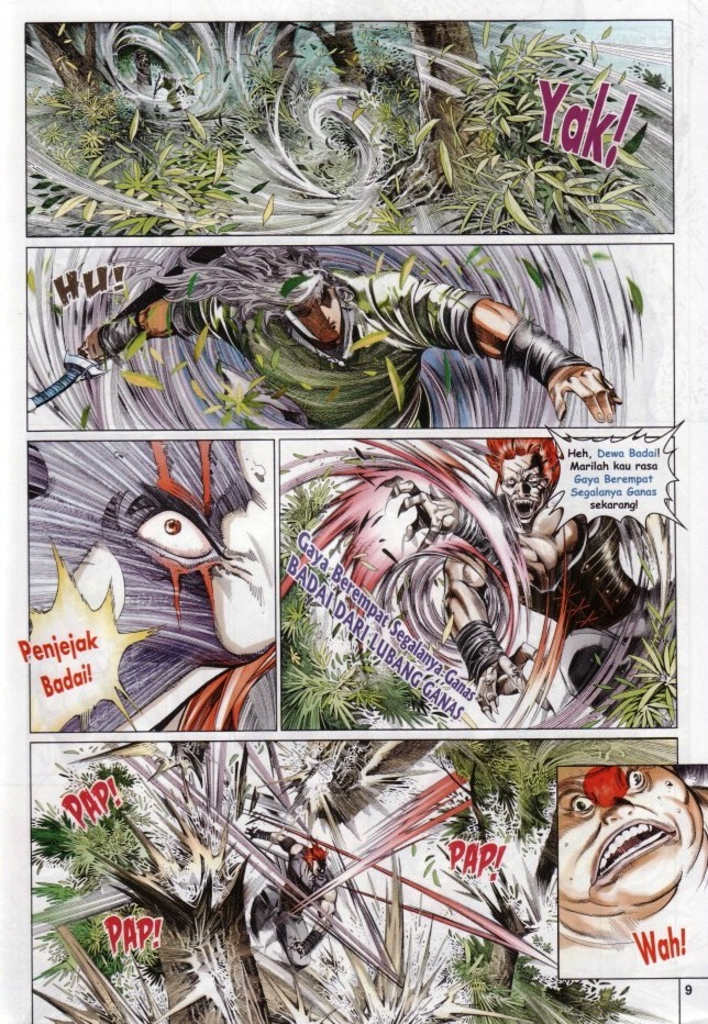 Yak!
HU!
Penjejak
Badai!
Gaya Berempat Segalanya Ganas
BADAI DARI LUBANG GANAS
Heh, Dewa Badai!
Marilah kau rasa
Gaya Berempat
Segalanya Ganas
sekarang!
PAP!
PAP!
PAP!
Wah!
9